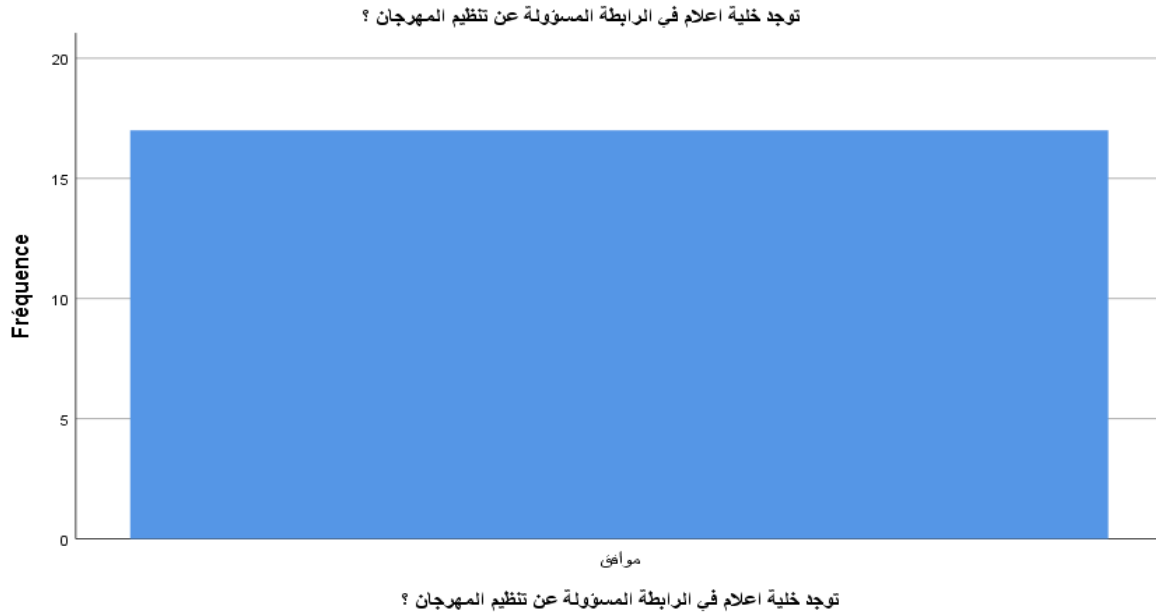 توجد خلية اعلام في الرابطة المسؤولة عن تنظيم المهرجان ؟
20
15
10
5
0
Fréquence
موافق
توجد خلية اعلام في الرابطة المسؤولة عن تنظيم المهرجان ؟